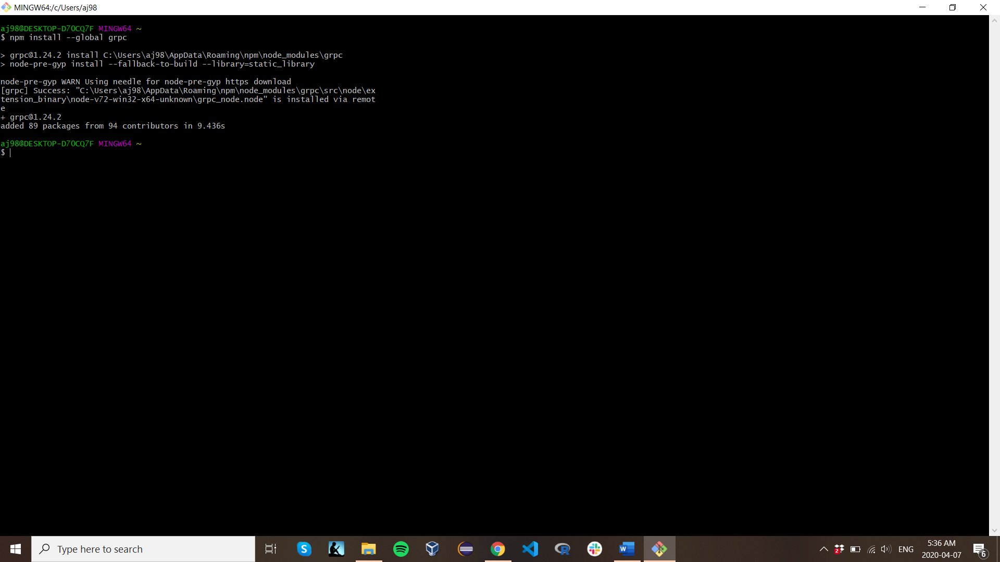 MINGW64:/c/Users/aj98
aj98@DESKTOP-D7OCQ7F MINGW64 ~
$ npm install --global grpc
> grpc@1.24.2 install C:\Users\aj98\AppData\Roaming\npm\node_modules\grpc
> node-pre-gyp install --fallback-to-build --library=static_library
node-pre-gyp WARN Using needle for node-pre-gyp https download
[grpc] Success: "C:\Users\aj98\AppData\Roaming\npm\node_modules\grpc\src\node\ex
tension_binary\node-v72-win32-x64-unknown\grpc_node.node" is installed via remot
e
+ grpc@1.24.2
added 89 packages from 94 contributors in 9.436s
aj98@DESKTOP-D7OCQ7F MINGW64 ~
$
Type here to search
S
R
W
2
ENG
5:36 AM
2020-04-07
6